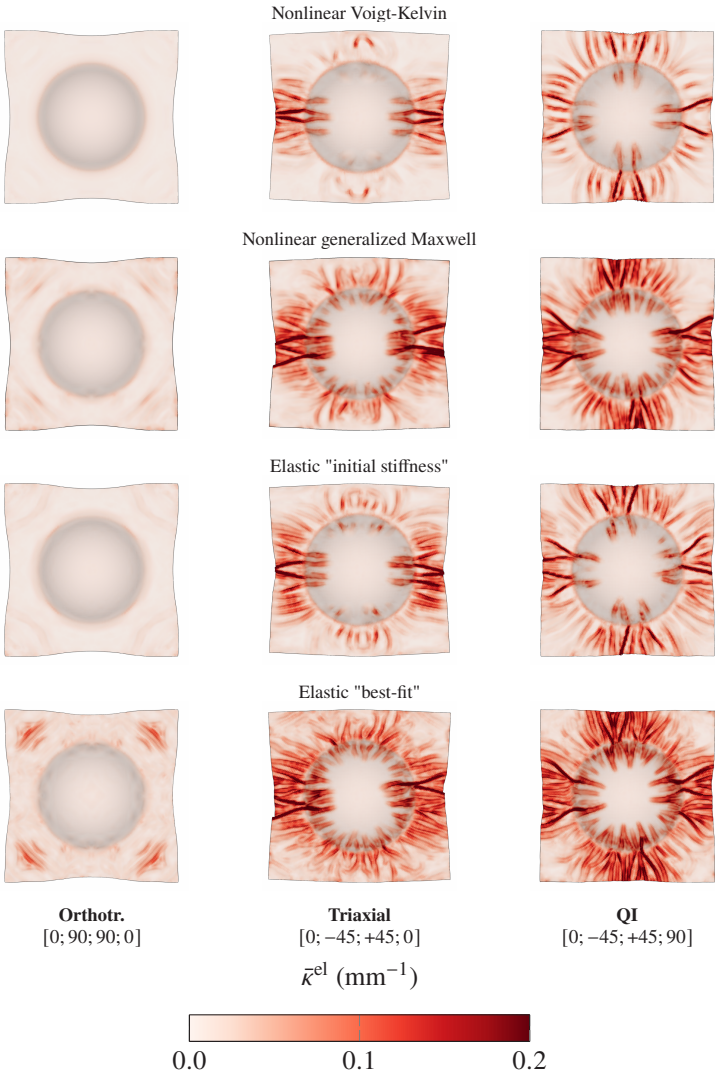 Nonlinear Voigt-Kelvin
Nonlinear generalized Maxwell
Elastic "initial stiffness"
Elastic "best-fit"
Orthotr. Triaxial QI
[0; 90; 90; 0] [0; −45; +45; 0] [0; −45; +45; 90]
κ̄ᵉˡ (mm⁻¹)
0.0 0.1 0.2